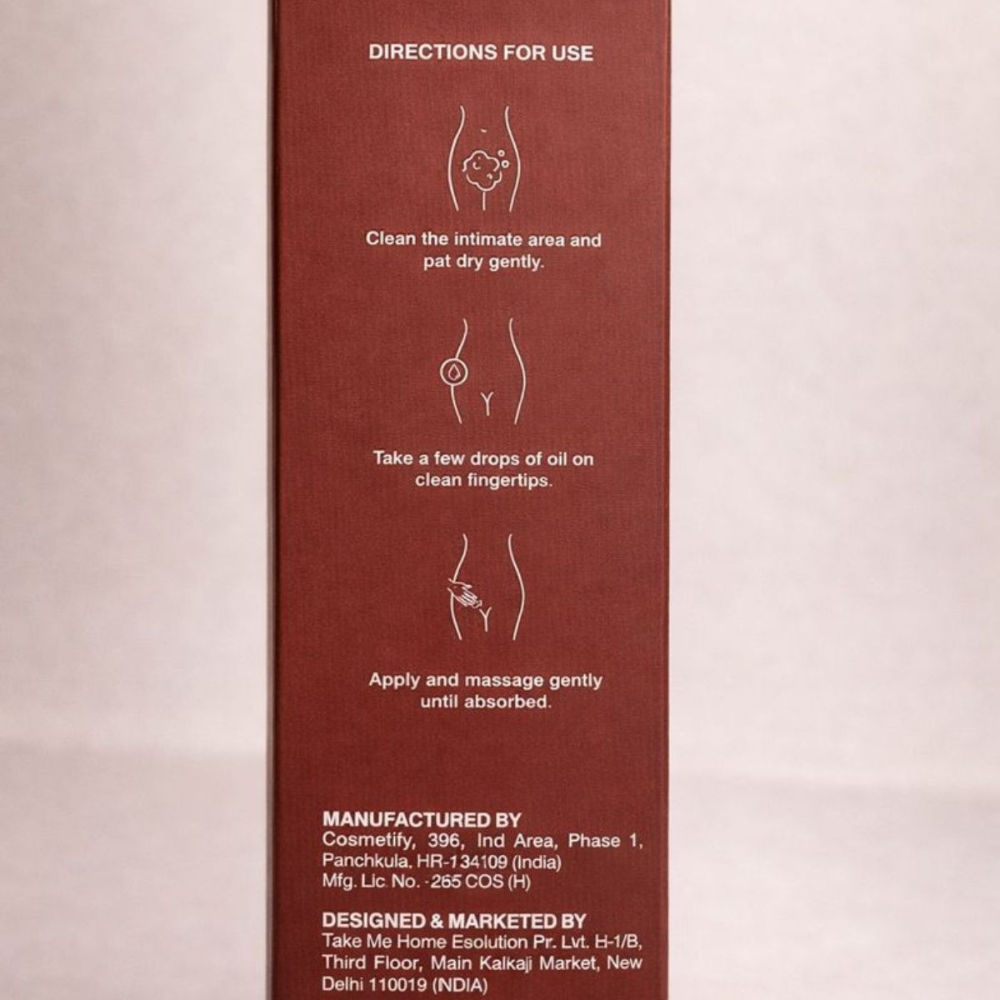 DIRECTIONS FOR USE
Clean the intimate area and
pat dry gently.
Take a few drops of oil on
clean fingertips.
Apply and massage gently
until absorbed.
MANUFACTURED BY
Cosmetify, 396, Ind Area, Phase 1,
Panchkula. HR-134109 (India)
Mfg. Lic. No. -265 COS (H)
DESIGNED & MARKETED BY
Take Me Home Esolution Pr. Lvt. H-1/B,
Third Floor, Main Kalkaji Market, New
Delhi 110019 (INDIA)